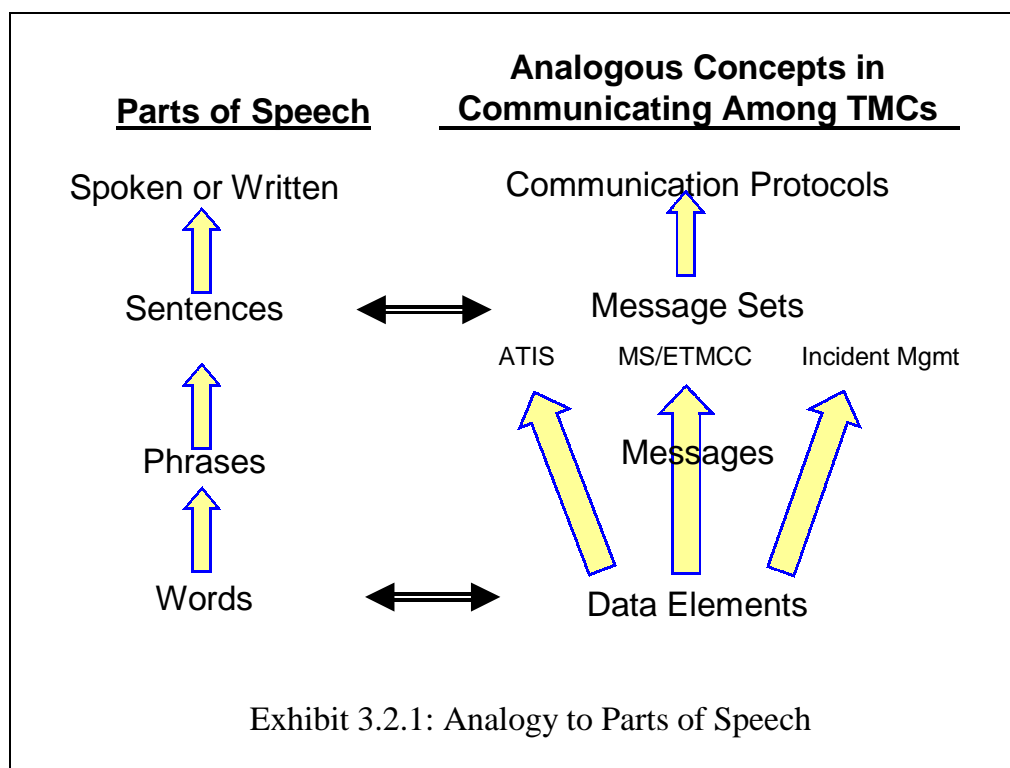 Parts of Speech
Analogous Concepts in
Communicating Among TMCs
Spoken or Written
Communication Protocols
Sentences
Message Sets
ATIS
MS/ETMCC
Incident Mgmt
Phrases
Messages
Words
Data Elements
Exhibit 3.2.1: Analogy to Parts of Speech